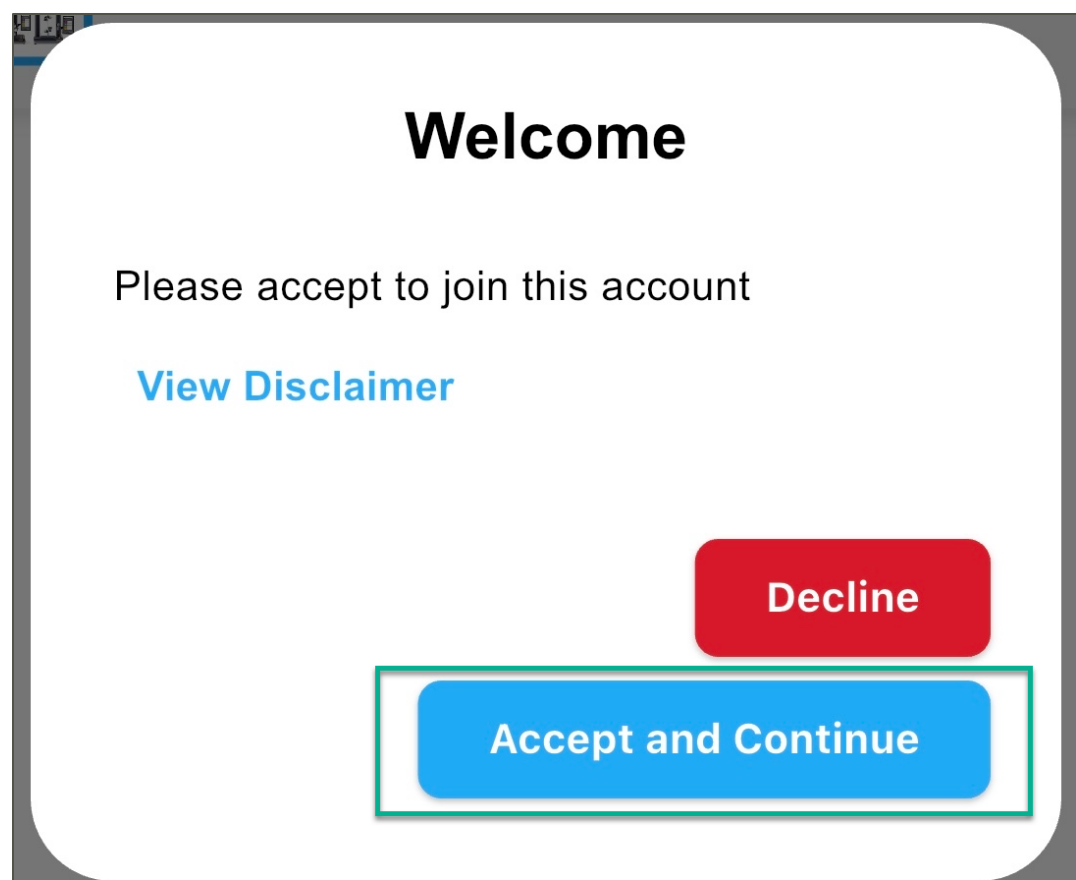 Welcome
Please accept to join this account
View Disclaimer
Decline
Accept and Continue